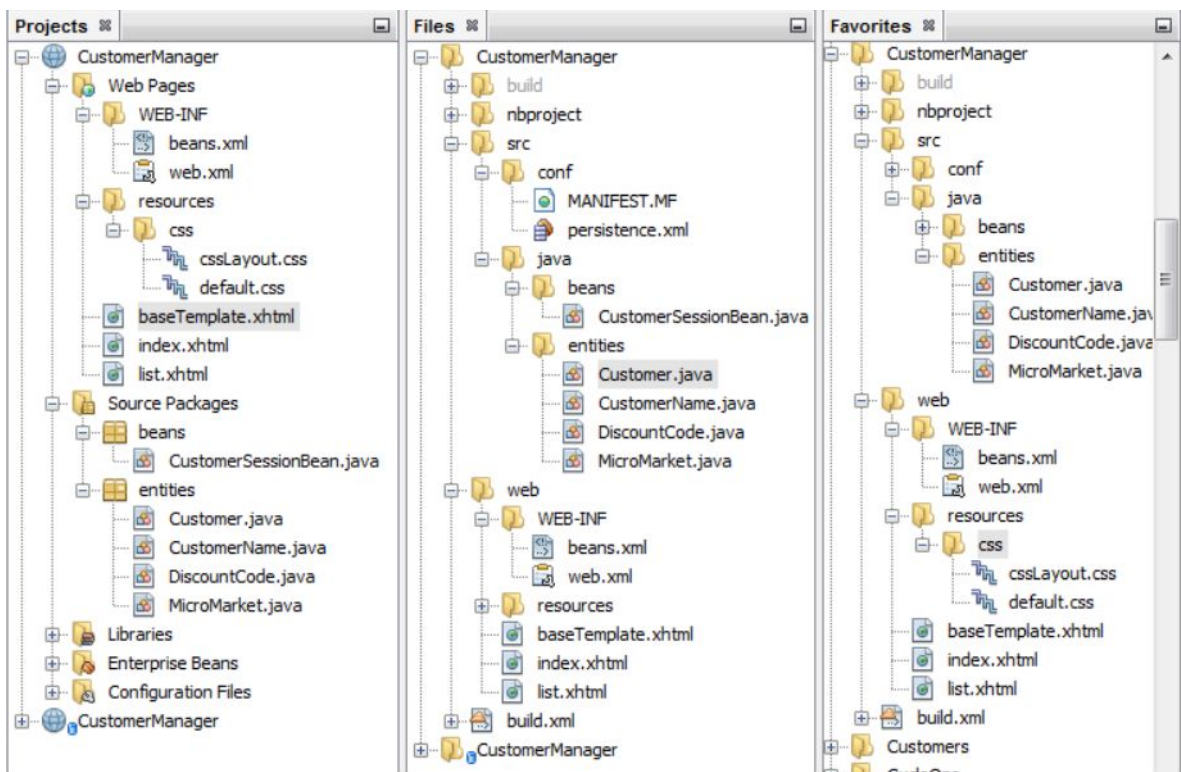 Projects
CustomerManager
Web Pages
WEB-INF
beans.xml
web.xml
resources
css
cssLayout.css
default.css
baseTemplate.xhtml
index.xhtml
list.xhtml
Source Packages
beans
CustomerSessionBean.java
entities
Customer.java
CustomerName.java
DiscountCode.java
MicroMarket.java
Libraries
Enterprise Beans
Configuration Files
CustomerManager
Files
CustomerManager
build
nbproject
src
conf
MANIFEST.MF
persistence.xml
java
beans
CustomerSessionBean.java
entities
Customer.java
CustomerName.java
DiscountCode.java
MicroMarket.java
web
WEB-INF
beans.xml
web.xml
resources
baseTemplate.xhtml
index.xhtml
list.xhtml
build.xml
CustomerManager
Favorites
CustomerManager
build
nbproject
src
conf
java
beans
entities
Customer.java
CustomerName.jav
DiscountCode.java
MicroMarket.java
web
WEB-INF
beans.xml
web.xml
resources
css
cssLayout.css
default.css
baseTemplate.xhtml
index.xhtml
list.xhtml
build.xml
Customers